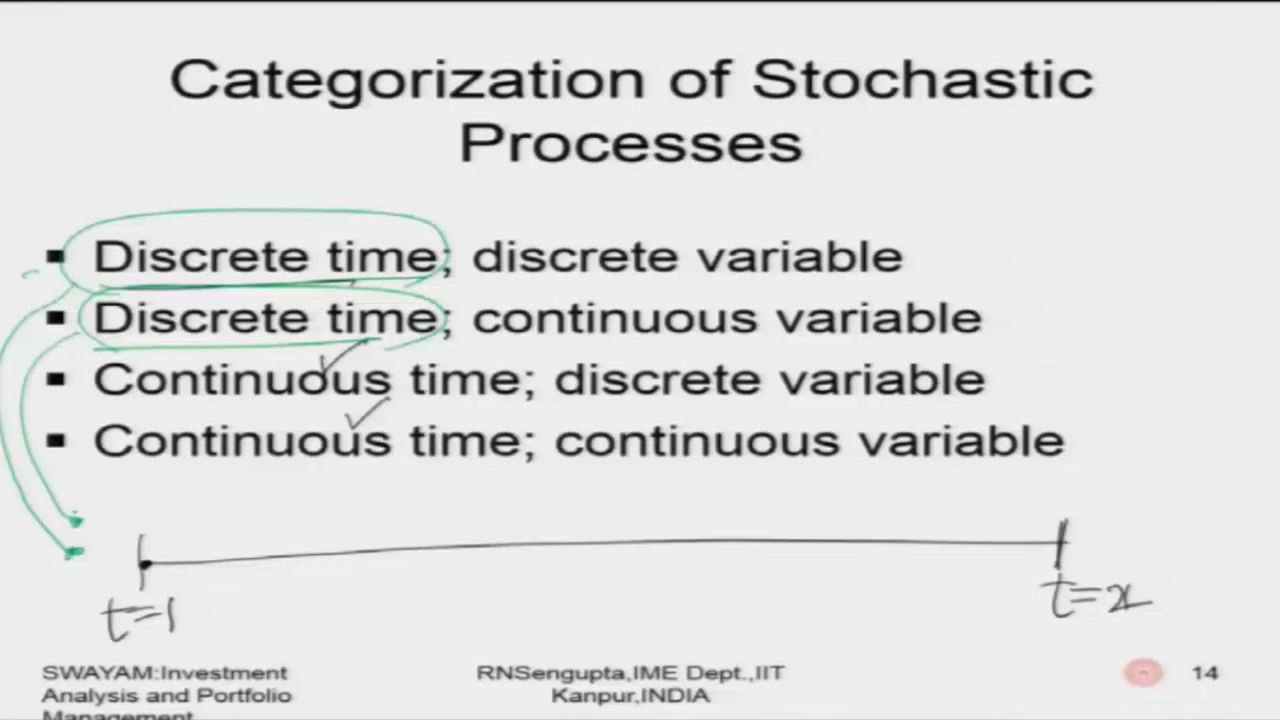 Categorization of Stochastic
Processes
▪ Discrete time; discrete variable
▪ Discrete time; continuous variable
▪ Continuous time; discrete variable
▪ Continuous time; continuous variable
t=1
SWAYAM:Investment
Analysis and Portfolio
Management
RNSengupta,IME Dept.,IIT
Kanpur,INDIA
14